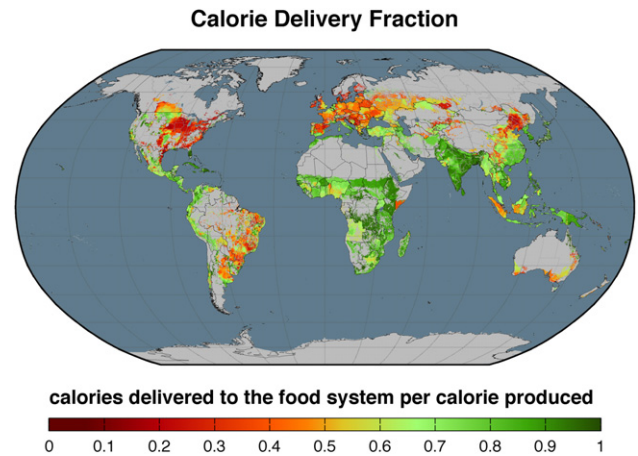 Calorie Delivery Fraction
calories delivered to the food system per calorie produced
0 0.1 0.2 0.3 0.4 0.5 0.6 0.7 0.8 0.9 1